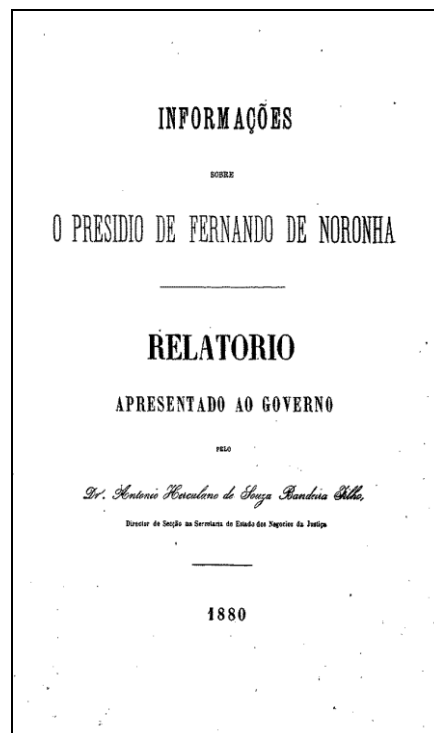 INFORMAÇÕES
SOBRE
O PRESIDIO DE FERNANDO DE NORONHA
RELATORIO
APRESENTADO AO GOVERNO
PELO
Dr. Antonio Herculano de Souza Bandeira Filho,
Director de Secção na Secretaria de Estado dos Negocios da Justiça
1880